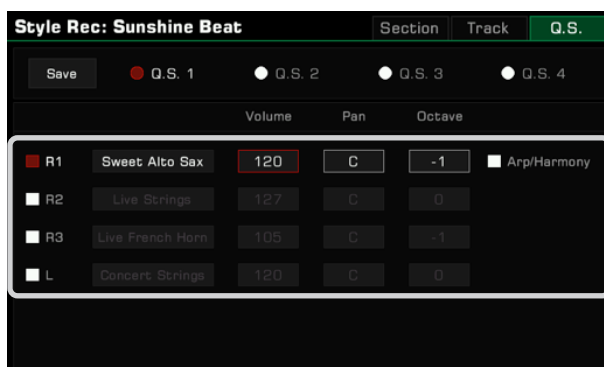 Style Rec: Sunshine Beat Section Track Q.S.
Save Q.S. 1 Q.S. 2 Q.S. 3 Q.S. 4
Volume Pan Octave
R1 Sweet Alto Sax 120 C -1 Arp/Harmony
R2 Live Strings 127 C 0
R3 Live French Horn 105 C -1
L Concert Strings 120 C 0